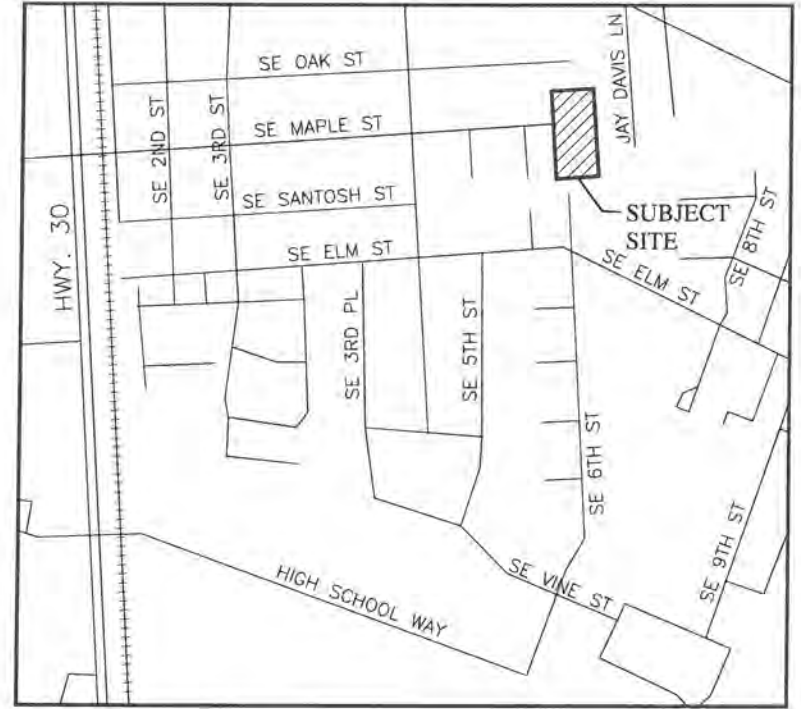 SE OAK ST
JAY DAVIS LN
SE 2ND ST
SE 3RD ST
SE MAPLE ST
SE SANTOSH ST
SUBJECT
SITE
HWY. 30
SE ELM ST
SE ELM ST
SE 8TH ST
SE 3RD PL
SE 5TH ST
SE 6TH ST
SE 9TH ST
SE VINE ST
HIGH SCHOOL WAY